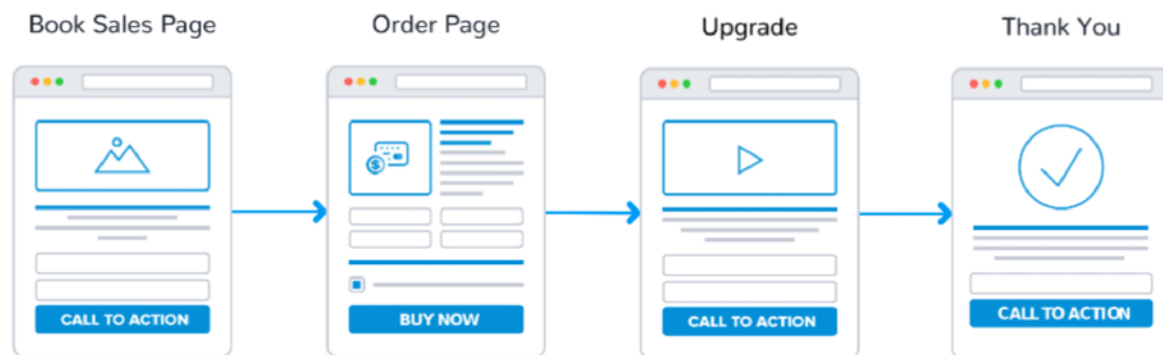 Book Sales Page
Order Page
Upgrade
Thank You
$
CALL TO ACTION
BUY NOW
CALL TO ACTION
CALL TO ACTION